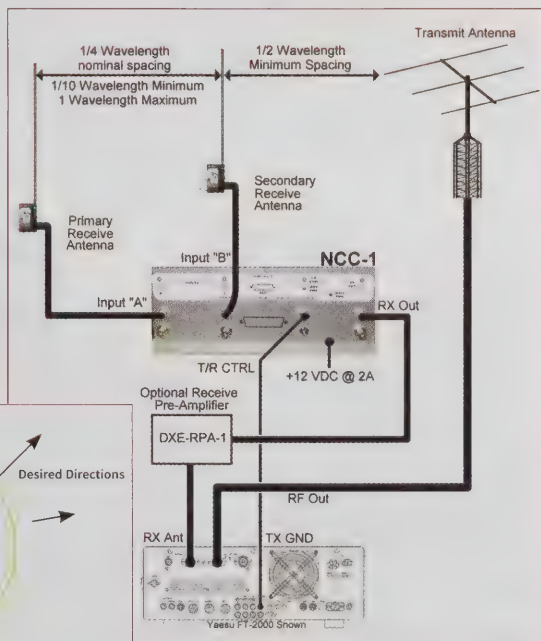 1/4 Wavelength
nominal spacing
1/10 Wavelength Minimum
1 Wavelength Maximum
1/2 Wavelength
Minimum Spacing
Transmit Antenna
Primary
Receive
Antenna
Secondary
Receive
Antenna
Input "B"
NCC-1
Input "A"
RX Out
T/R CTRL
+12 VDC @ 2A
Optional Receive
Pre-Amplifier
DXE-RPA-1
Desired Directions
RF Out
RX Ant
TX GND
Yaesu FT-2000 Shown